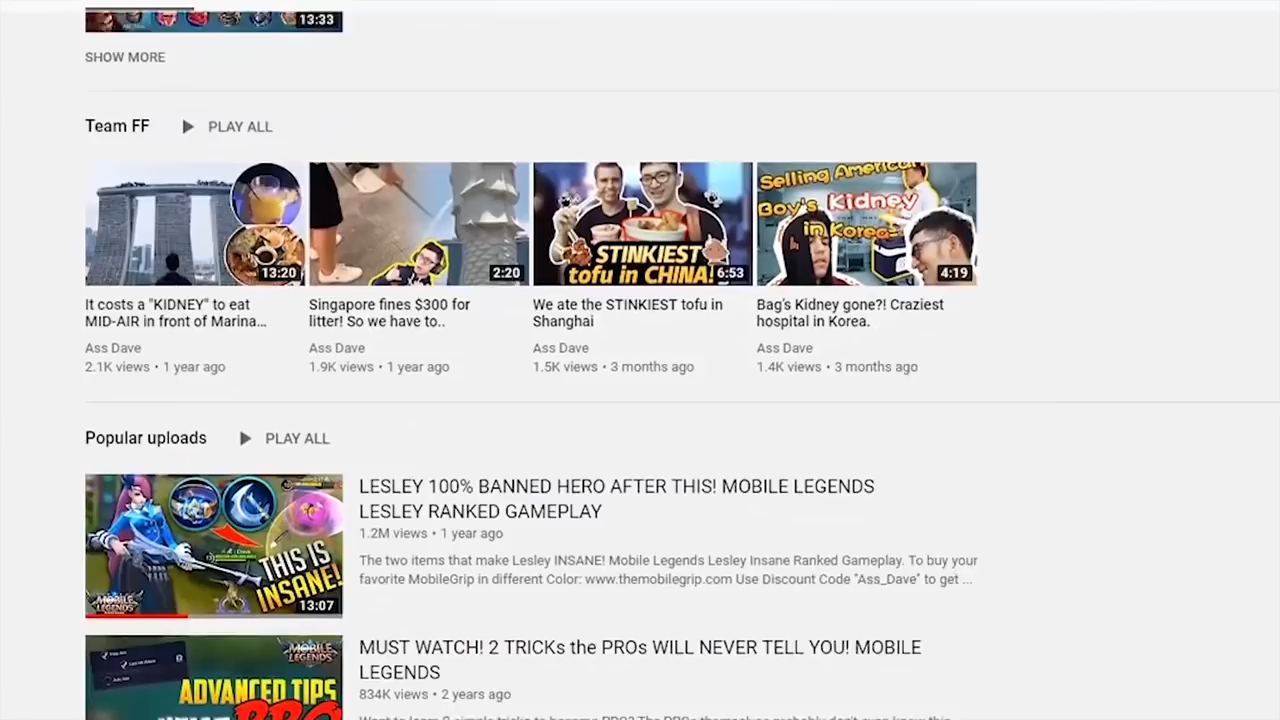 13:33
SHOW MORE
Team FF
PLAY ALL
13:20
2:20
STINKIEST
tofu in CHINA!
6:53
Selling American
Boy's Kidney
in Korea
4:19
It costs a "KIDNEY" to eat
MID-AIR in front of Marina...
Ass Dave
2.1K views • 1 year ago
Singapore fines $300 for
litter! So we have to..
Ass Dave
1.9K views • 1 year ago
We ate the STINKIEST tofu in
Shanghai
Ass Dave
1.5K views • 3 months ago
Bag's Kidney gone?! Craziest
hospital in Korea.
Ass Dave
1.4K views • 3 months ago
Popular uploads
PLAY ALL
THIS IS
INSANE!
MOBILE
LEGENDS
13:07
LESLEY 100% BANNED HERO AFTER THIS! MOBILE LEGENDS
LESLEY RANKED GAMEPLAY
1.2M views • 1 year ago
The two items that make Lesley INSANE! Mobile Legends Lesley Insane Ranked Gameplay. To buy your
favorite MobileGrip in different Color: www.themobilegrip.com Use Discount Code "Ass_Dave" to get ...
MOBILE
LEGENDS
ADVANCED TIPS
PRO
MUST WATCH! 2 TRICKs the PROs WILL NEVER TELL YOU! MOBILE
LEGENDS
834K views • 2 years ago